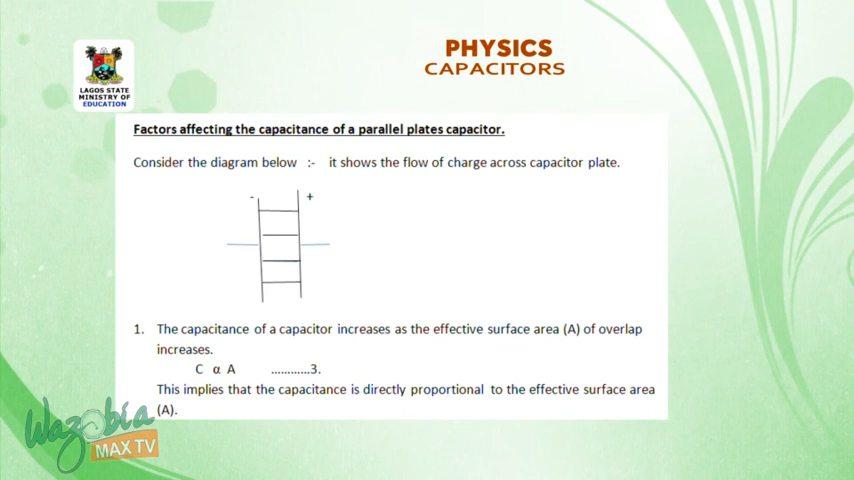 PHYSICS
CAPACITORS
LAGOS STATE
MINISTRY OF
EDUCATION
Factors affecting the capacitance of a parallel plates capacitor.
Consider the diagram below :- it shows the flow of charge across capacitor plate.
- +
1. The capacitance of a capacitor increases as the effective surface area (A) of overlap
increases.
C α A ............3.
This implies that the capacitance is directly proportional to the effective surface area
(A).
Wazobia
MAX TV